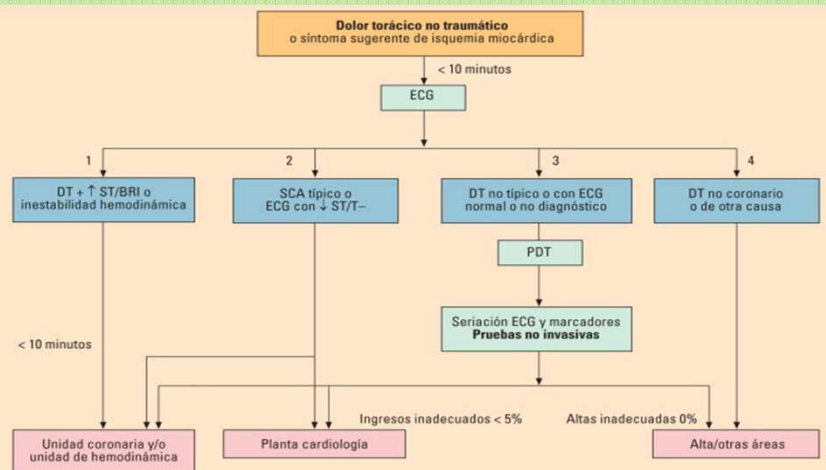 Dolor torácico no traumático
o síntoma sugerente de isquemia miocárdica
< 10 minutos
ECG
1
2
3
4
DT + ↑ ST/BRI o
inestabilidad hemodinámica
SCA típico o
ECG con ↓ ST/T–
DT no típico o con ECG
normal o no diagnóstico
DT no coronario
o de otra causa
PDT
Seriación ECG y marcadores
Pruebas no invasivas
< 10 minutos
Ingresos inadecuados < 5%
Altas inadecuadas 0%
Unidad coronaria y/o
unidad de hemodinámica
Planta cardiología
Alta/otras áreas